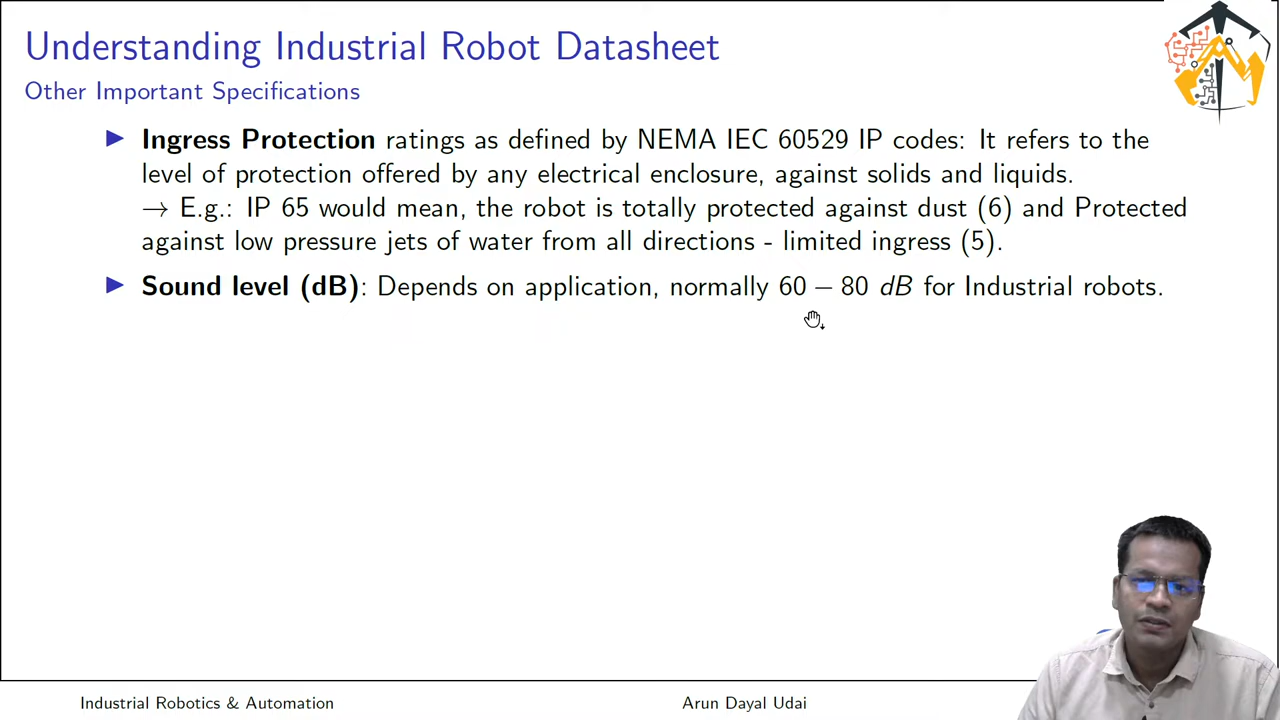 Understanding Industrial Robot Datasheet
Other Important Specifications
▶ Ingress Protection ratings as defined by NEMA IEC 60529 IP codes: It refers to the
level of protection offered by any electrical enclosure, against solids and liquids.
→ E.g.: IP 65 would mean, the robot is totally protected against dust (6) and Protected
against low pressure jets of water from all directions - limited ingress (5).
▶ Sound level (dB): Depends on application, normally 60 – 80 dB for Industrial robots.
Industrial Robotics & Automation
Arun Dayal Udai